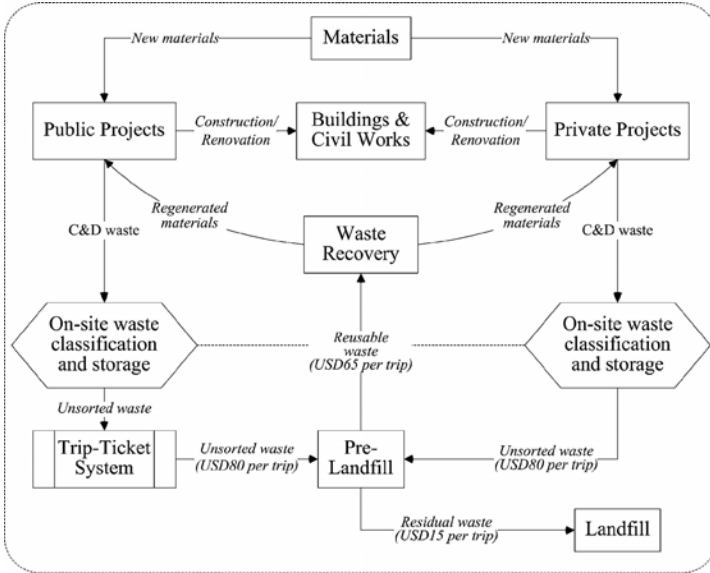 Materials
New materials
New materials
Public Projects
Construction/
Renovation
Buildings &
Civil Works
Construction/
Renovation
Private Projects
Regenerated
materials
Regenerated
materials
C&D waste
Waste
Recovery
C&D waste
On-site waste
classification
and storage
Reusable
waste
(USD65 per trip)
On-site waste
classification
and storage
Unsorted waste
Trip-Ticket
System
Unsorted waste
(USD80 per trip)
Pre-
Landfill
Unsorted waste
(USD80 per trip)
Residual waste
(USD15 per trip)
Landfill